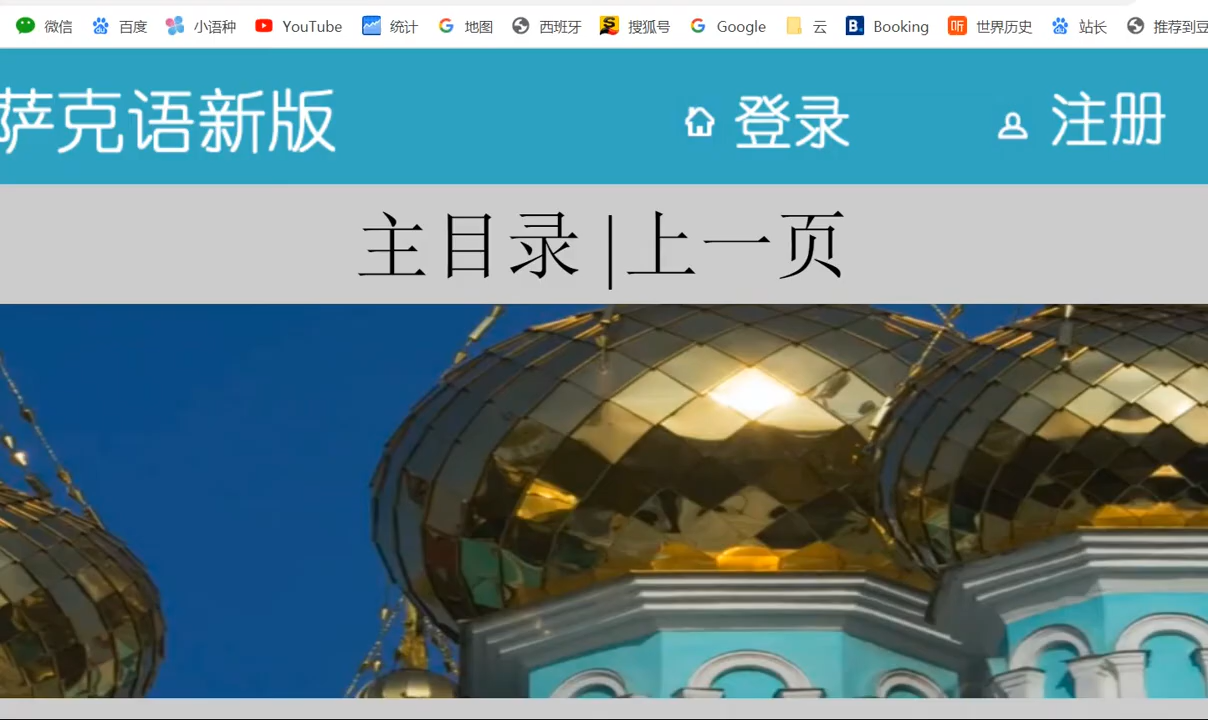 微信 百度 小语种 YouTube 统计 G 地图 西班牙 S 搜狐号 G Google 云 B. Booking 听 世界历史 站长 推荐到豆
萨克语新版 登录 注册
主目录 |上一页